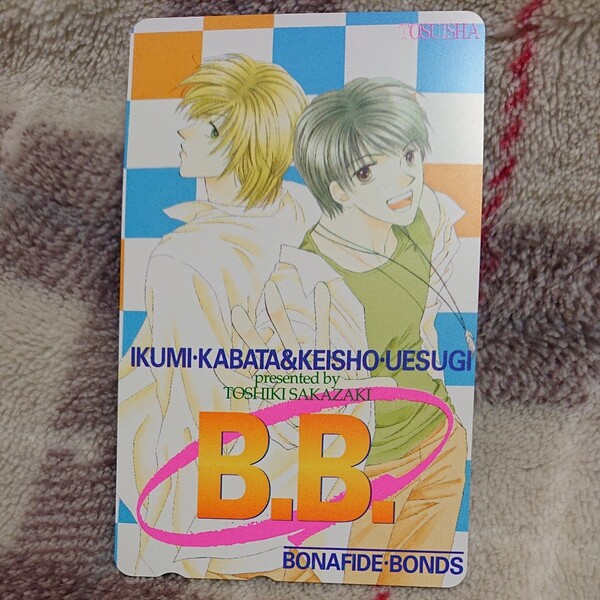 TOSUISHA
IKUMI·KABATA&KEISHO·UESUGI
presented by
TOSHIKI SAKAZAKI
B.B.
BONAFIDE·BONDS